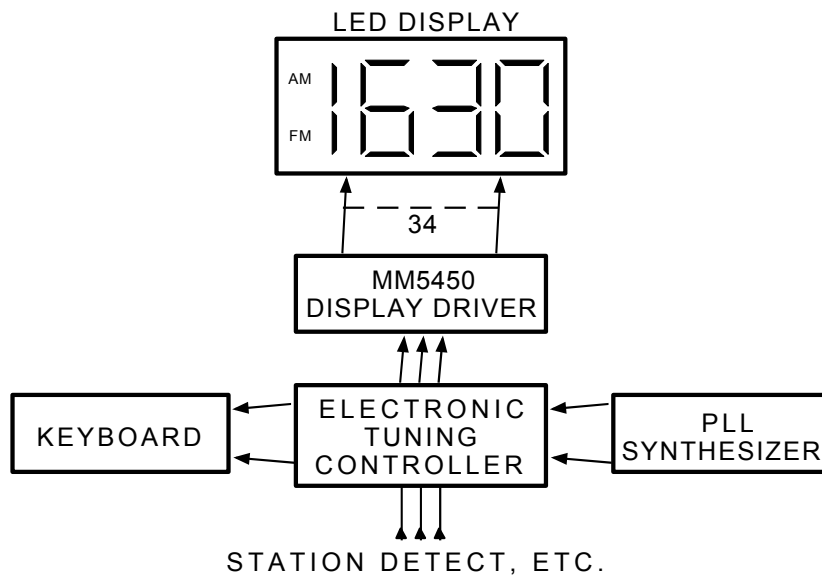 LED DISPLAY
AM
1630
FM
34
MM5450
DISPLAY DRIVER
KEYBOARD
ELECTRONIC
TUNING
CONTROLLER
PLL
SYNTHESIZER
STATION DETECT, ETC.